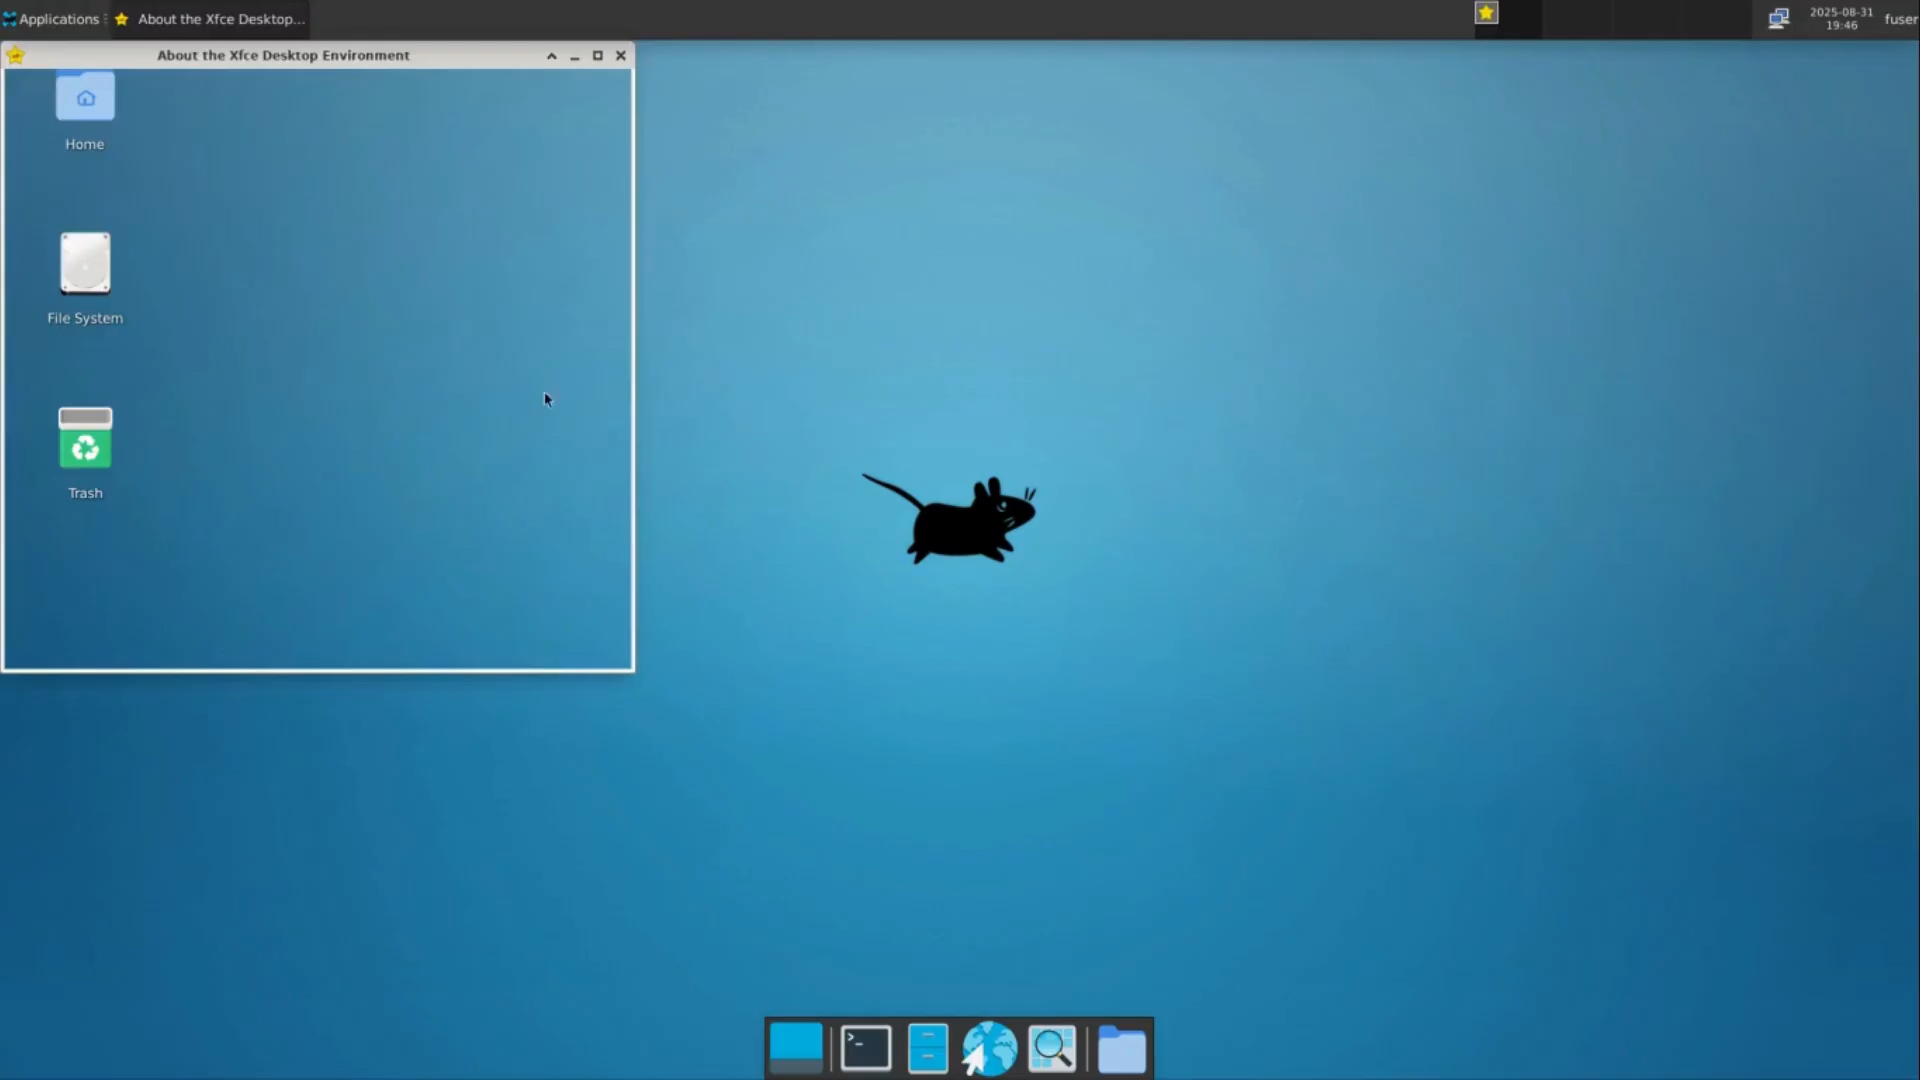 Applications
About the Xfce Desktop...
2025-08-31
19:46
fuser
About the Xfce Desktop Environment
Home
File System
Trash
>_